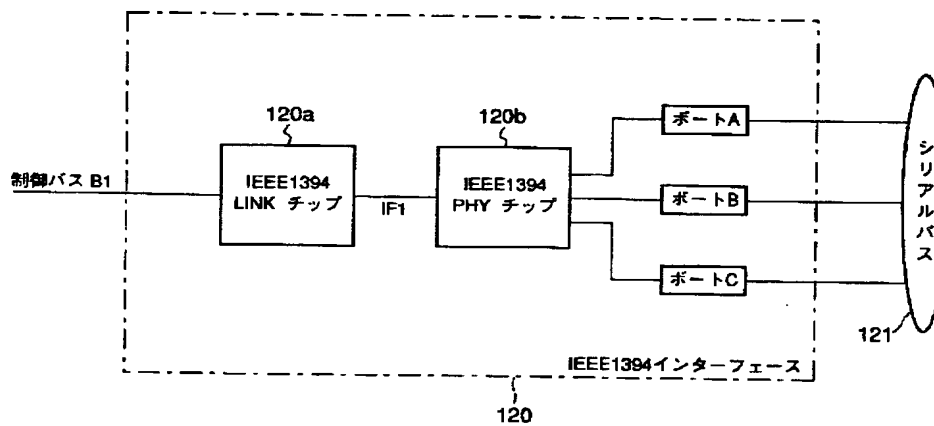 120a
120b
制御バス B1
IEEE1394
LINK チップ
IF1
IEEE1394
PHY チップ
ポートA
ポートB
ポートC
シリアルバス
121
IEEE1394インターフェース
120